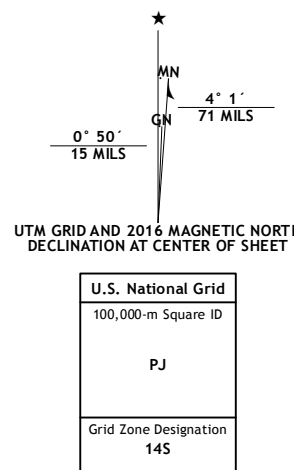 ★
MN
GN
4° 1´
71 MILS
0° 50´
15 MILS
UTM GRID AND 2016 MAGNETIC NORTH
DECLINATION AT CENTER OF SHEET
U.S. National Grid
100,000-m Square ID
PJ
Grid Zone Designation
14S